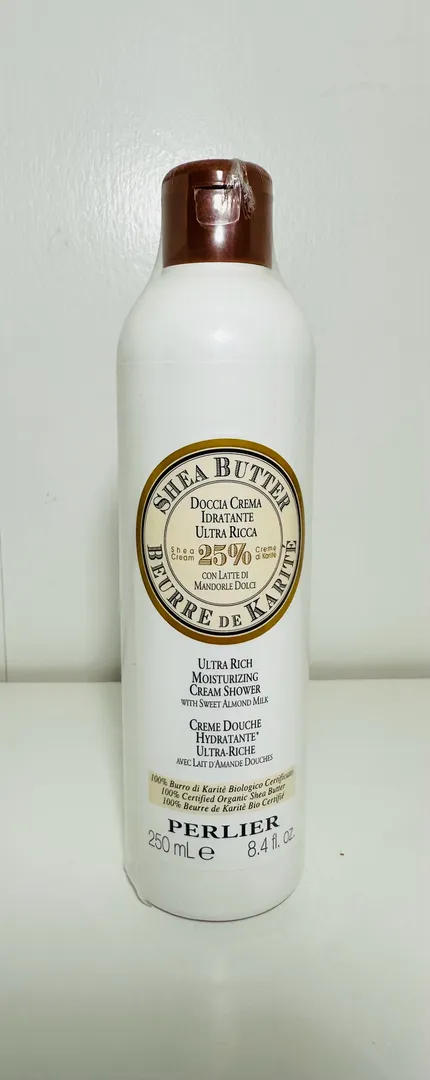 SHEA BUTTER
DOCCIA CREMA
IDRATANTE
ULTRA RICCA
Shea Cream 25% Creme di Karité
CON LATTE DI
MANDORLE DOLCI
BEURRE DE KARITE
ULTRA RICH
MOISTURIZING
CREAM SHOWER
WITH SWEET ALMOND MILK
CREME DOUCHE
HYDRATANTE*
ULTRA-RICHE
AVEC LAIT D'AMANDE DOUCHES
100% Burro di Karité Biologico Certificato
100% Certified Organic Shea Butter
100% Beurre de Karité Bio Certifié
PERLIER
250 mL e 8.4 fl. oz.